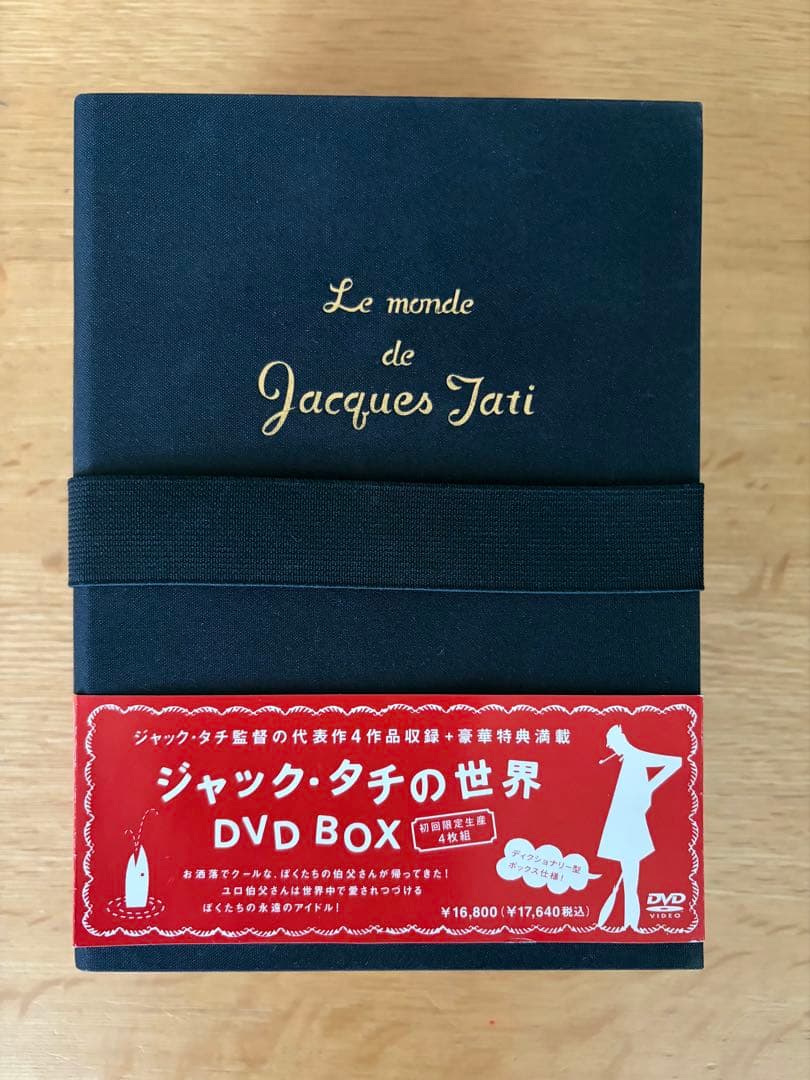 Le monde
de
Jacques Tati
ジャック・タチ監督の代表作4作品収録+豪華特典満載
ジャック・タチの世界
DVD BOX
初回限定生産
4枚組
お洒落でクールな、ぼくたちの伯父さんが帰ってきた!
ユロ伯父さんは世界中で愛されつづける
ぼくたちの永遠のアイドル!
ディクショナリー型
ボックス仕様!
¥16,800(¥17,640税込)
DVD
VIDEO